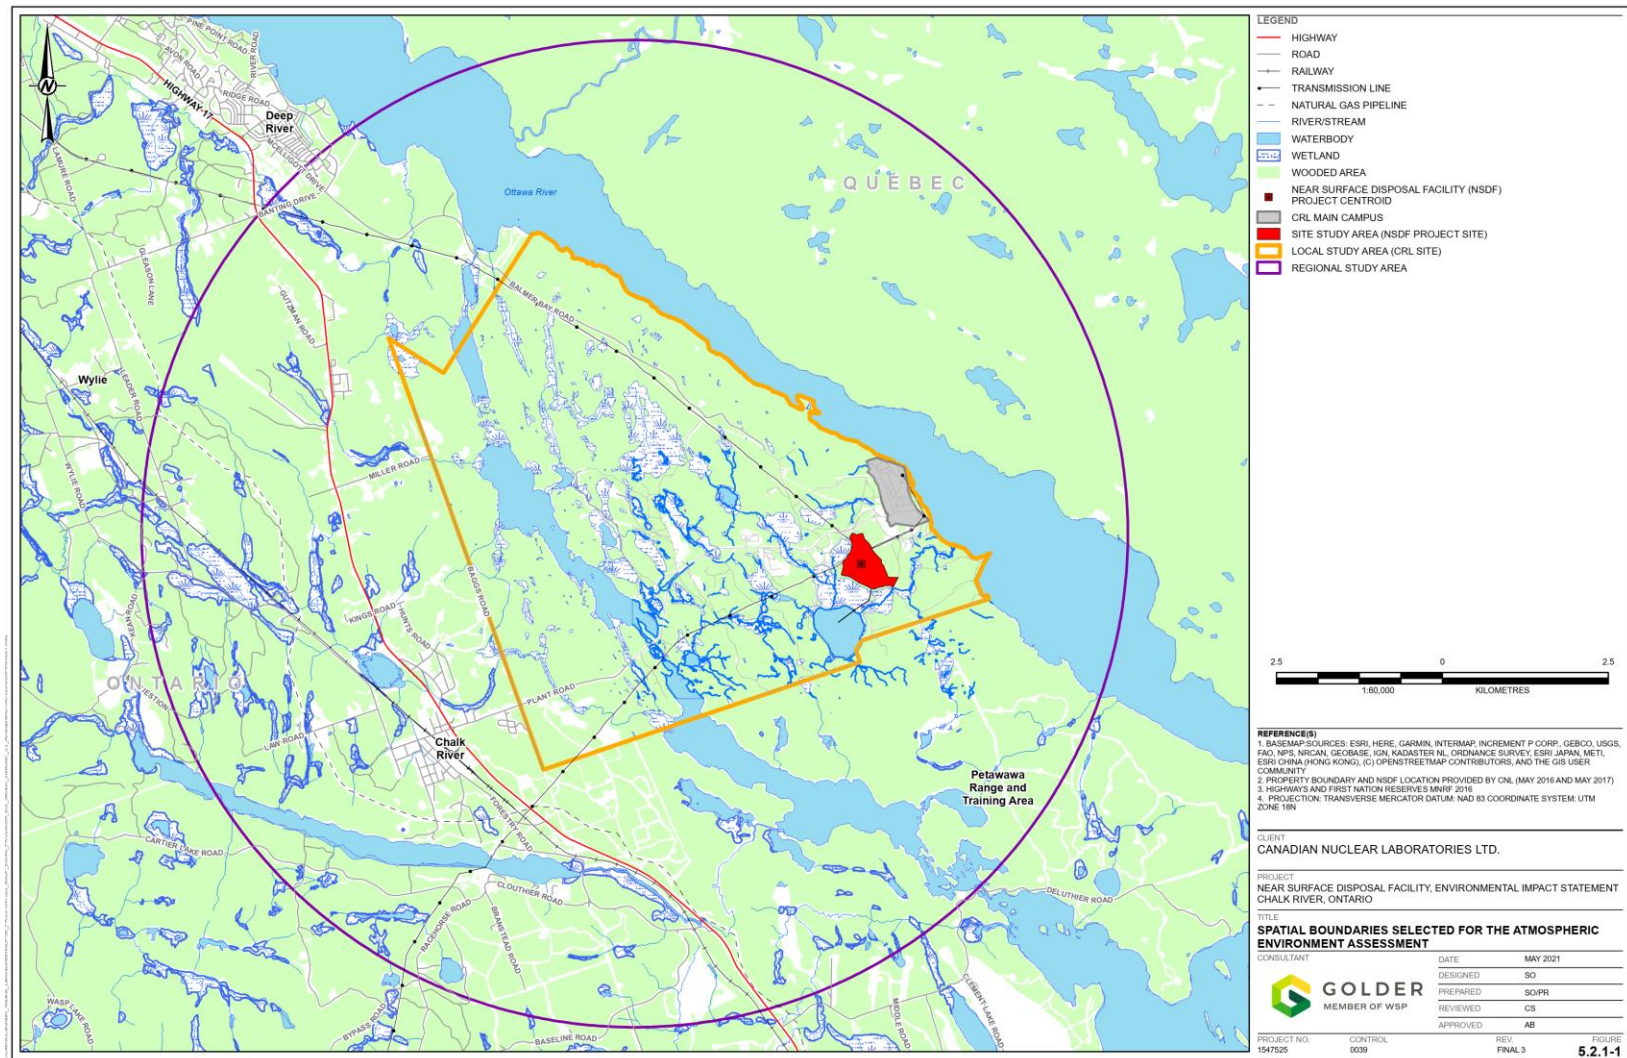 PINE POINT ROAD
RIVER ROAD
AVON ROAD
RIDGE ROAD
HIGHWAY 17
Deep
River
MCELLIGOTT DRIVE
N
LAMURE ROAD
BANTING DRIVE
GLEASON LANE
GUTZMAN ROAD
Ottawa River
QUÉBEC
BALMER BAY ROAD
Wylie
LEADER ROAD
WYLIE ROAD
MILLER ROAD
BAGGS ROAD
KINGS ROAD
HUNTS ROAD
KEAN ROAD
ONTARIO
LAW ROAD
PLANT ROAD
Chalk
River
FORESTRY ROAD
Petawawa
Range and
Training Area
CARTIER LAKE ROAD
CLOUTHIER ROAD
RACEHORSE ROAD
BRANSTEAD ROAD
DELUTHIER ROAD
CLEMENT LAKE ROAD
MIDDLE ROAD
WASP LAKE ROAD
BYPASS ROAD
BASELINE ROAD
LEGEND
HIGHWAY
ROAD
RAILWAY
TRANSMISSION LINE
NATURAL GAS PIPELINE
RIVER/STREAM
WATERBODY
WETLAND
WOODED AREA
NEAR SURFACE DISPOSAL FACILITY (NSDF)
PROJECT CENTROID
CRL MAIN CAMPUS
SITE STUDY AREA (NSDF PROJECT SITE)
LOCAL STUDY AREA (CRL SITE)
REGIONAL STUDY AREA
2.5 0 2.5
1:60,000 KILOMETRES
REFERENCE(S)
1. BASEMAP:SOURCES: ESRI, HERE, GARMIN, INTERMAP, INCREMENT P CORP., GEBCO, USGS,
FAO, NPS, NRCAN, GEOBASE, IGN, KADASTER NL, ORDNANCE SURVEY, ESRI JAPAN, METI,
ESRI CHINA (HONG KONG), (C) OPENSTREETMAP CONTRIBUTORS, AND THE GIS USER
COMMUNITY
2. PROPERTY BOUNDARY AND NSDF LOCATION PROVIDED BY CNL (MAY 2016 AND MAY 2017)
3. HIGHWAYS AND FIRST NATION RESERVES MNRF 2016
4. PROJECTION: TRANSVERSE MERCATOR DATUM: NAD 83 COORDINATE SYSTEM: UTM
ZONE 18N
CLIENT
CANADIAN NUCLEAR LABORATORIES LTD.
PROJECT
NEAR SURFACE DISPOSAL FACILITY, ENVIRONMENTAL IMPACT STATEMENT
CHALK RIVER, ONTARIO
TITLE
SPATIAL BOUNDARIES SELECTED FOR THE ATMOSPHERIC
ENVIRONMENT ASSESSMENT
CONSULTANT
GOLDER
MEMBER OF WSP
DATE MAY 2021
DESIGNED SO
PREPARED SO/PR
REVIEWED CS
APPROVED AB
PROJECT NO. CONTROL REV. FIGURE
1547525 0039 FINAL 3 5.2.1-1